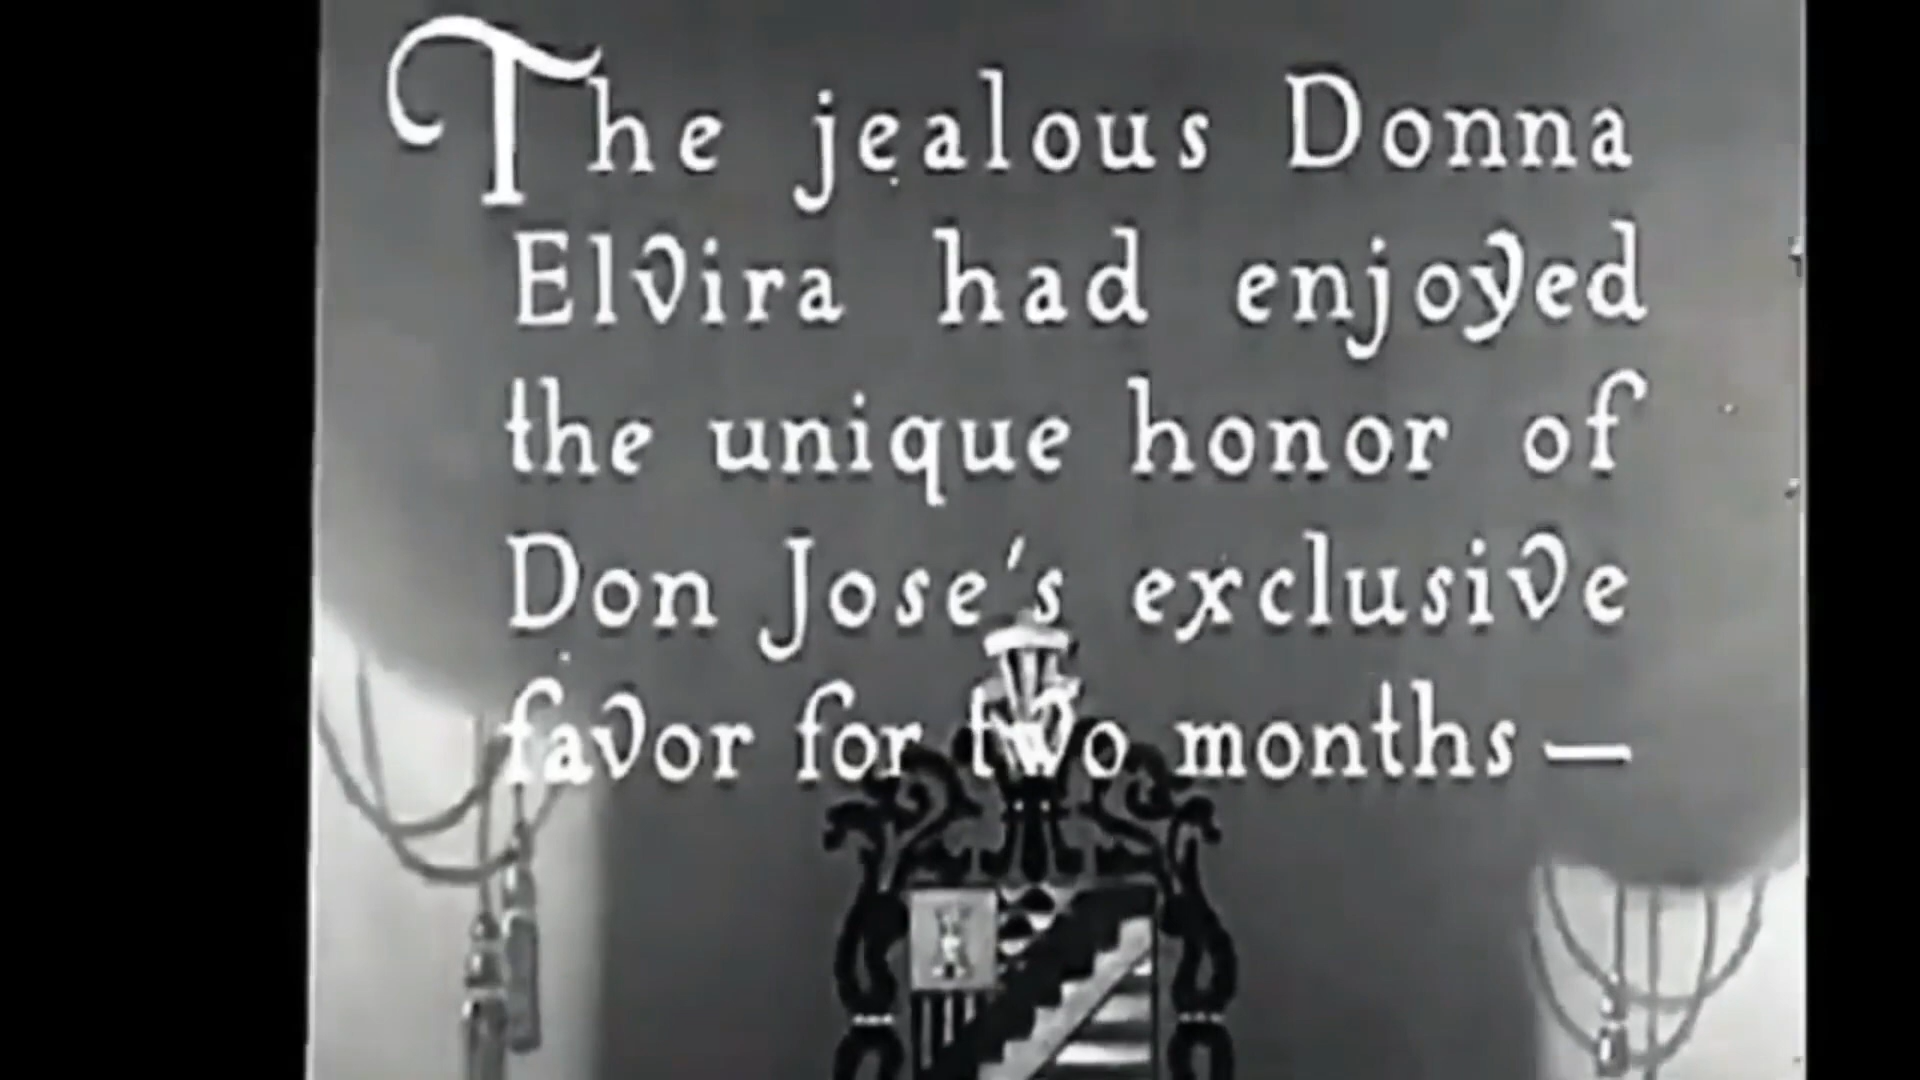 The jealous Donna
Elvira had enjoyed
the unique honor of
Don Jose's exclusive
favor for two months —